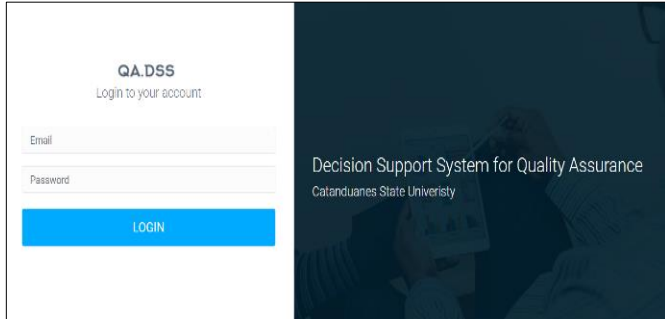 QA.DSS
Login to your account
Email
Password
LOGIN
Decision Support System for Quality Assurance
Catanduanes State Univeristy